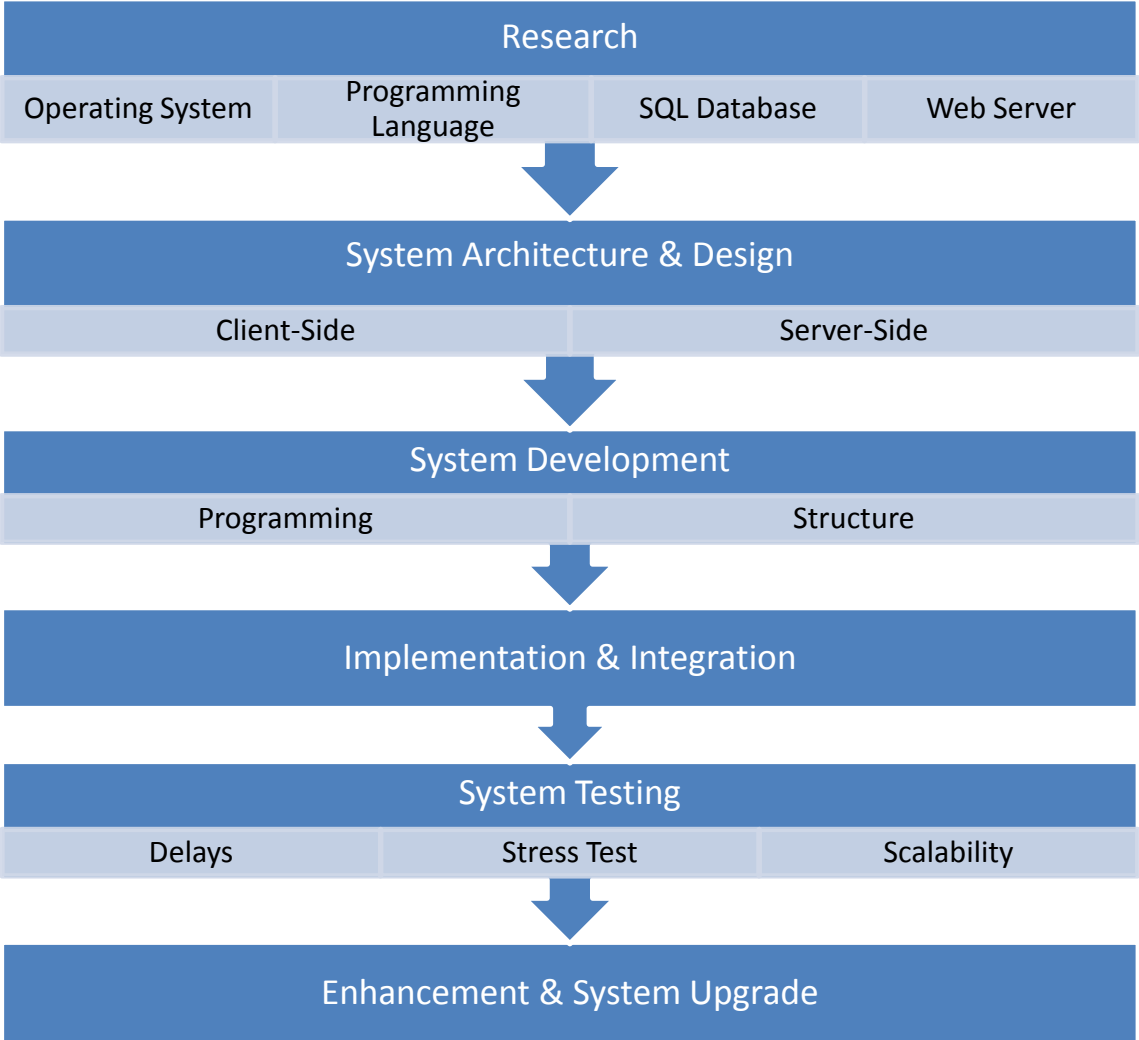 Research
Operating System
Programming
Language
SQL Database
Web Server
System Architecture & Design
Client-Side
Server-Side
System Development
Programming
Structure
Implementation & Integration
System Testing
Delays
Stress Test
Scalability
Enhancement & System Upgrade